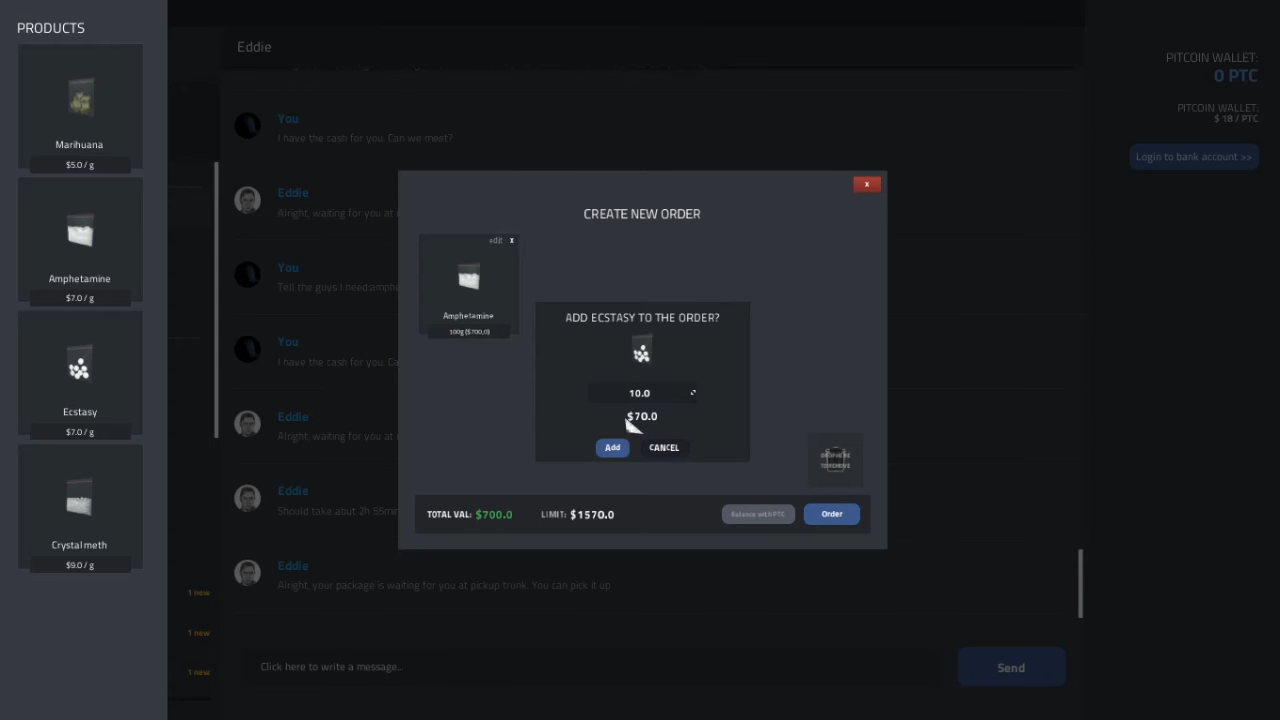 PRODUCTS
Marihuana
$5.0 / g
Amphetamine
$7.0 / g
Ecstasy
$7.0 / g
Crystal meth
$9.0 / g
1 new
1 new
1 new
Eddie
You
I have the cash for you. Can we meet?
Eddie
Alright, waiting for you at
You
Tell the guys I need
You
I have the cash for you.
Eddie
Alright, waiting for you at
Eddie
Should take abut 2h 55min
Eddie
Alright, your package is waiting for you at pickup trunk. You can pick it up
Click here to write a message...
Send
PITCOIN WALLET:
0 PTC
PITCOIN WALLET:
$ 18 / PTC
Login to bank account >>
x
CREATE NEW ORDER
edit x
Amphetamine
100g ($700,0)
ADD ECSTASY TO THE ORDER?
10.0
$70.0
Add CANCEL
DROP HERE
TO REMOVE
TOTAL VAL: $700.0 LIMIT: $1570.0 Balance with PTC Order